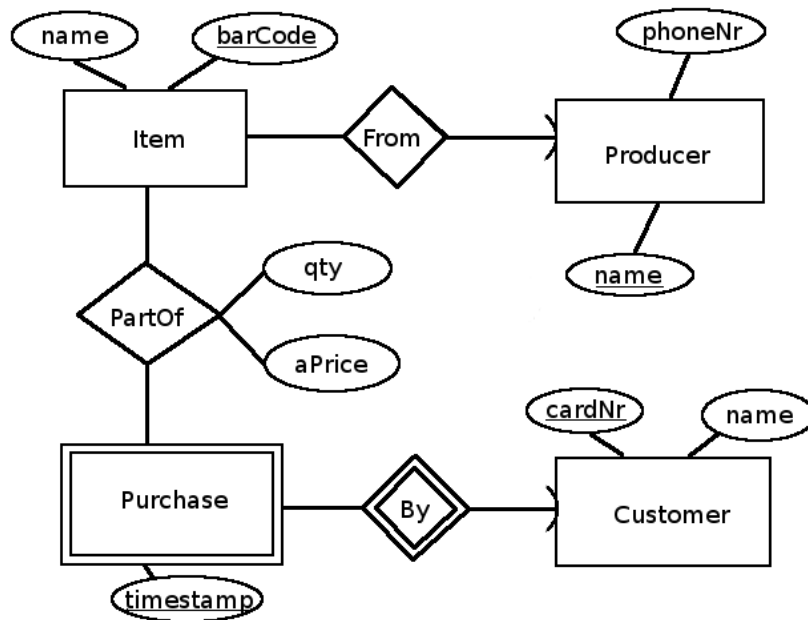 name
barCode
phoneNr
Item
From
Producer
name
qty
PartOf
aPrice
cardNr
name
Purchase
By
Customer
timestamp